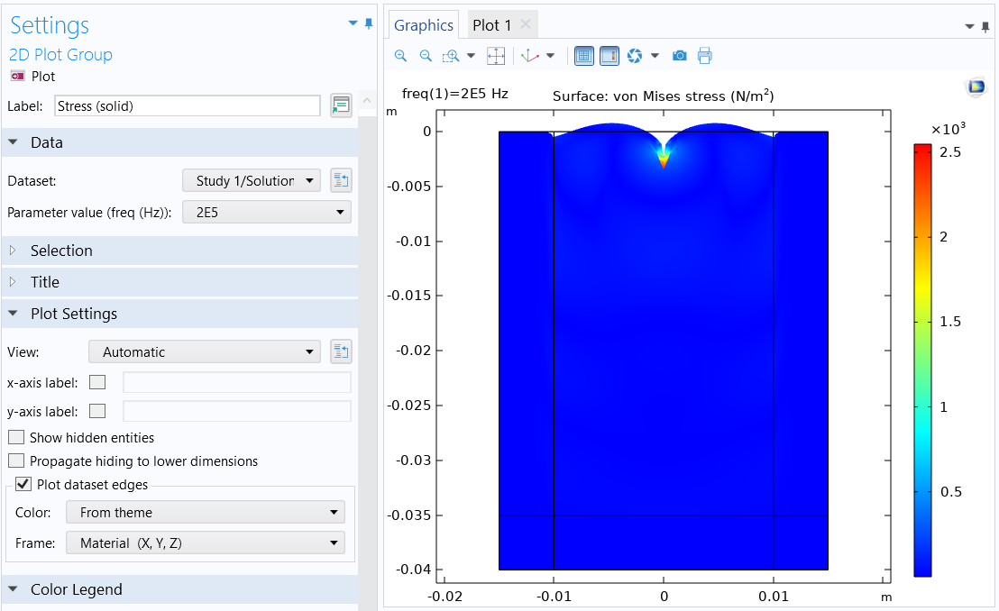 Settings
2D Plot Group
Plot
Label: Stress (solid)
Data
Dataset: Study 1/Solution
Parameter value (freq (Hz)): 2E5
Selection
Title
Plot Settings
View: Automatic
x-axis label:
y-axis label:
Show hidden entities
Propagate hiding to lower dimensions
Plot dataset edges
Color: From theme
Frame: Material (X, Y, Z)
Color Legend
Graphics Plot 1
freq(1)=2E5 Hz Surface: von Mises stress (N/m²)
m
0
-0.005
-0.01
-0.015
-0.02
-0.025
-0.03
-0.035
-0.04
-0.02 -0.01 0 0.01 m
×10³
2.5
2
1.5
1
0.5